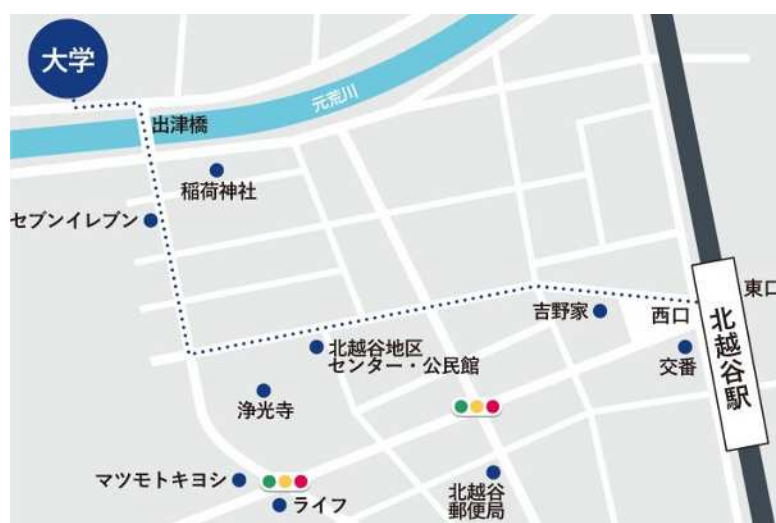 大学
元荒川
出津橋
稲荷神社
セブンイレブン
東口
吉野家
西口
北越谷駅
北越谷地区
センター・公民館
交番
浄光寺
マツモトキヨシ
北越谷
郵便局
ライフ